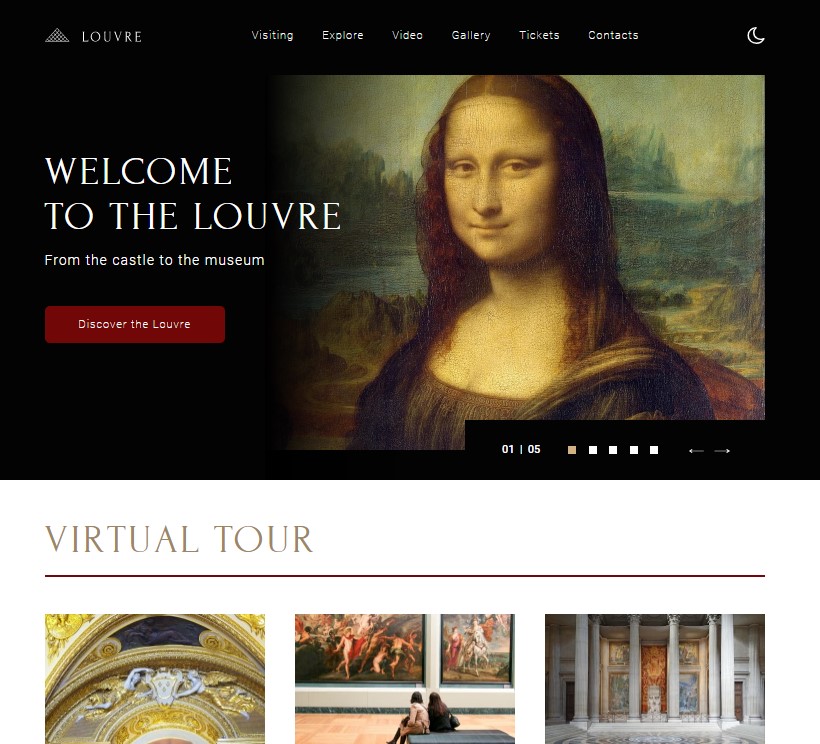 LOUVRE
Visiting Explore Video Gallery Tickets Contacts
WELCOME
TO THE LOUVRE
From the castle to the museum
Discover the Louvre
01 | 05
VIRTUAL TOUR